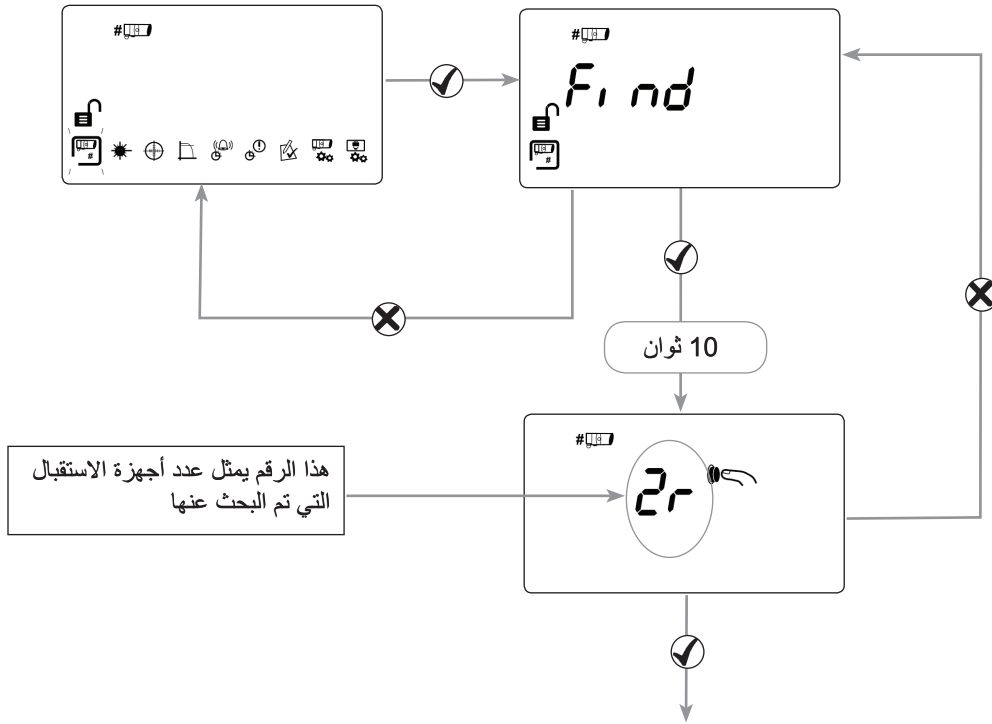 #
#
Find
#
#
10 ثوان
#
2r
هذا الرقم يمثل عدد أجهزة الاستقبال
التي تم البحث عنها